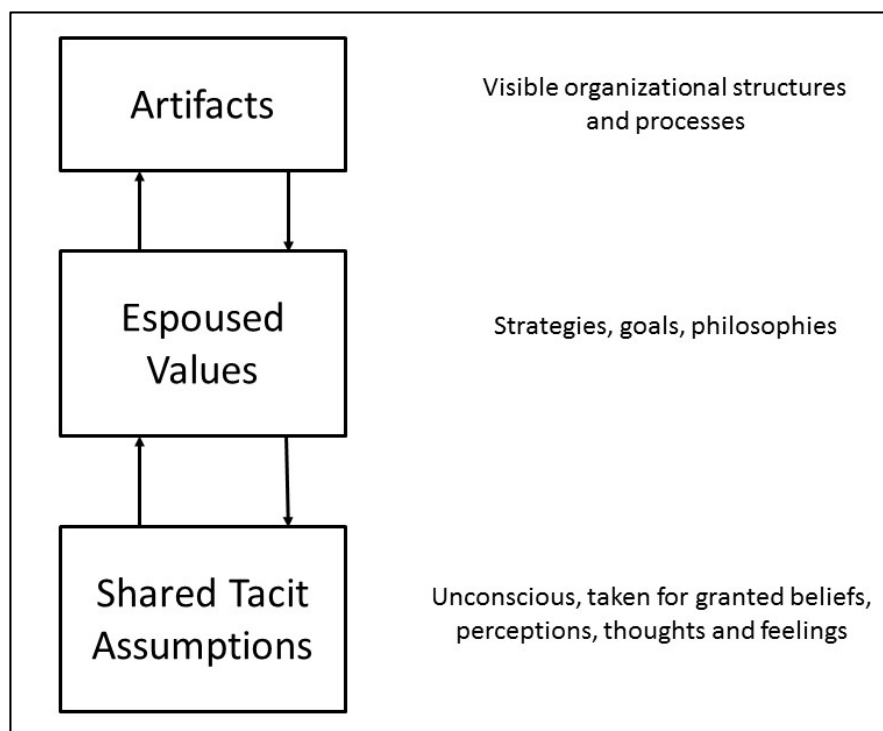 Artifacts
Visible organizational structures
and processes
Espoused
Values
Strategies, goals, philosophies
Shared Tacit
Assumptions
Unconscious, taken for granted beliefs,
perceptions, thoughts and feelings